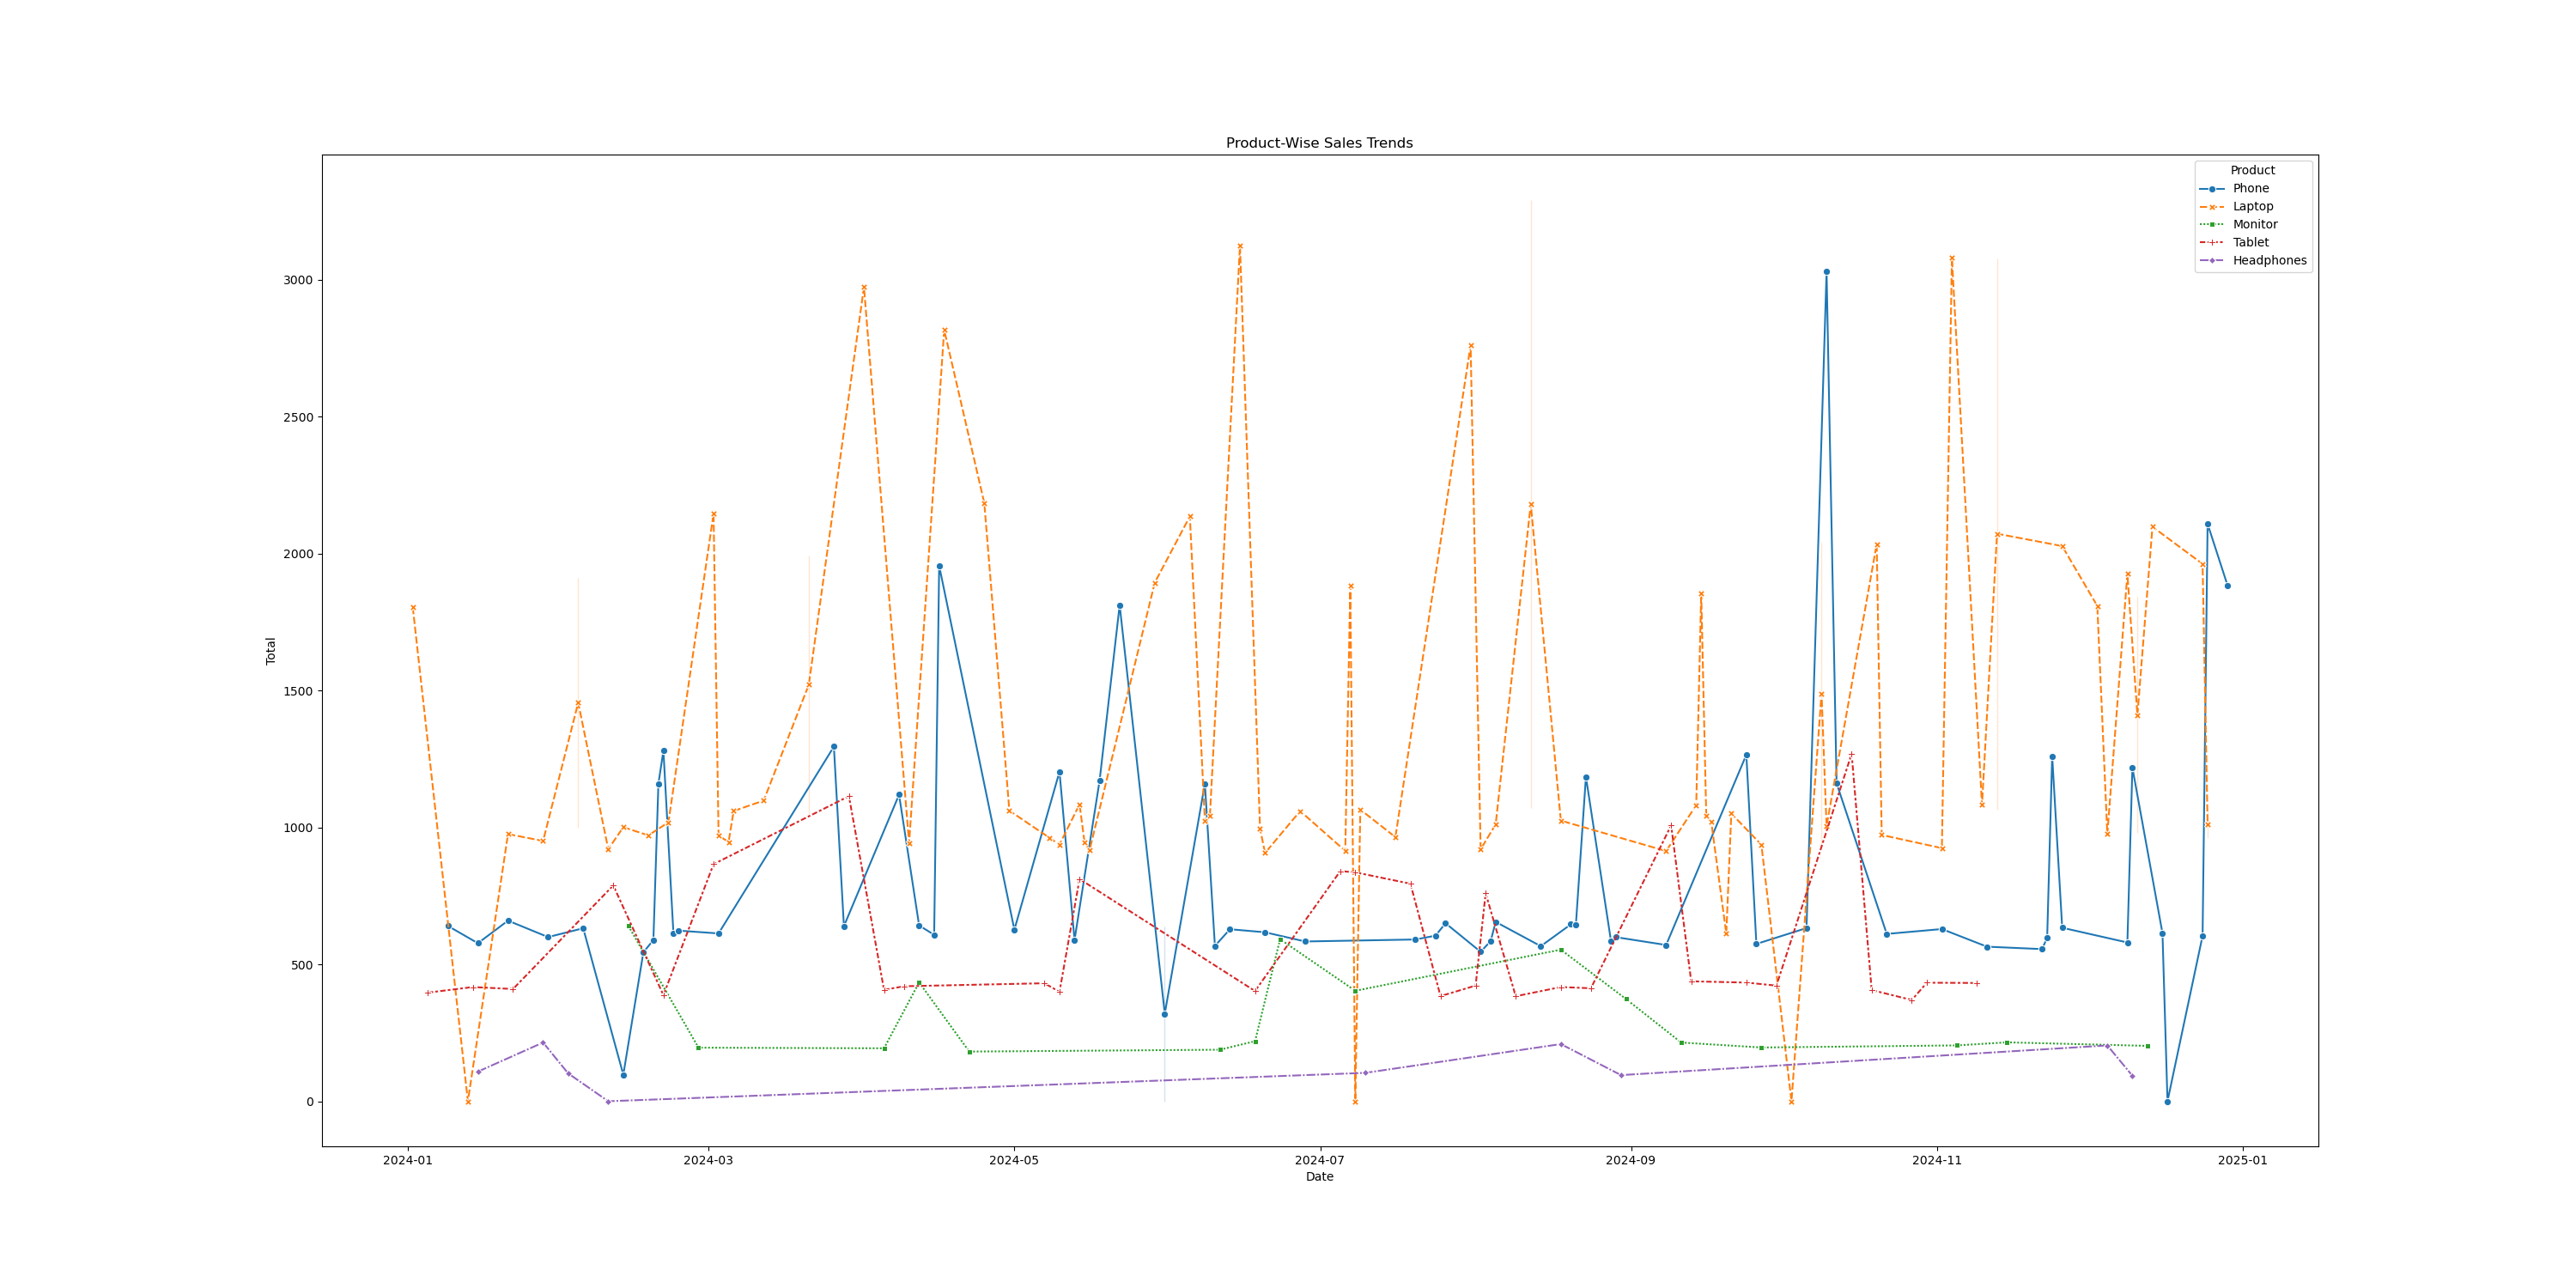 Product-Wise Sales Trends
Product
Phone
Laptop
Monitor
Tablet
Headphones
3000
2500
2000
1500
1000
500
0
Total
2024-01 2024-03 2024-05 2024-07 2024-09 2024-11 2025-01
Date